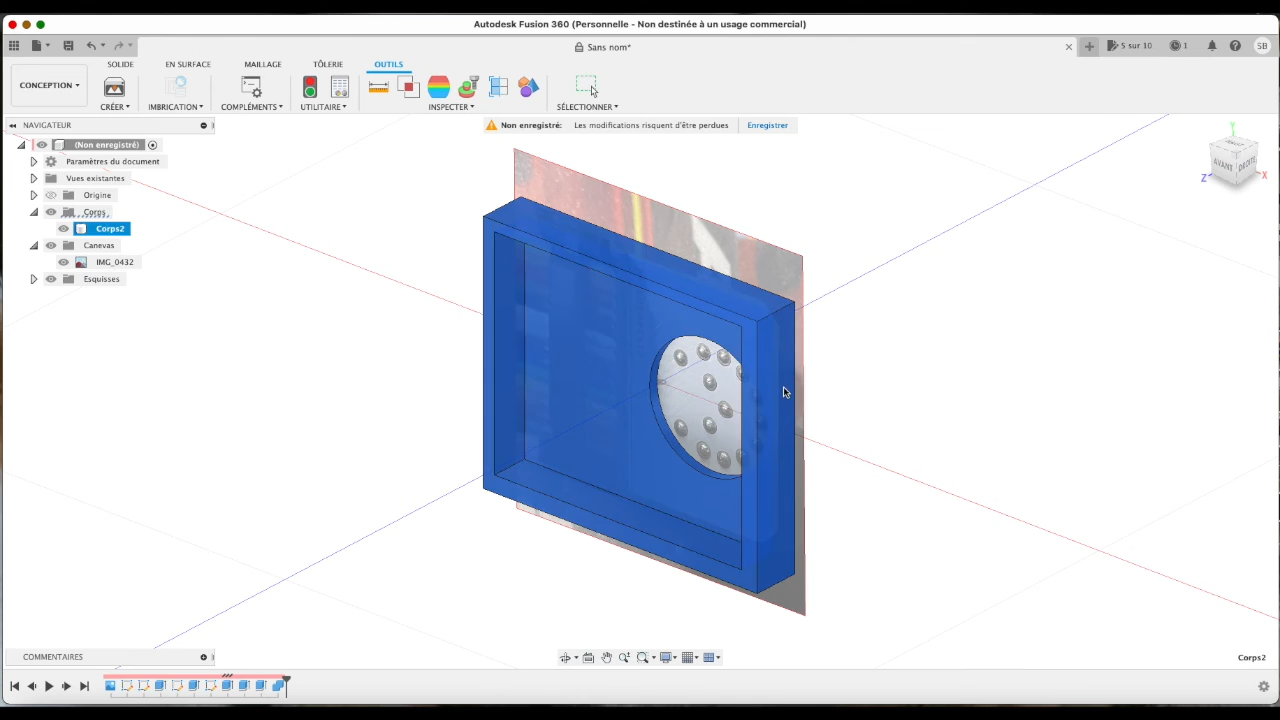 Autodesk Fusion 360 (Personnelle - Non destinée à un usage commercial)
Sans nom*
5 sur 10
1
SB
CONCEPTION
SOLIDE
EN SURFACE
MAILLAGE
TÔLERIE
OUTILS
CRÉER
IMBRICATION
COMPLÉMENTS
UTILITAIRE
INSPECTER
SÉLECTIONNER
NAVIGATEUR
Non enregistré:
Les modifications risquent d'être perdues
Enregistrer
(Non enregistré)
Paramètres du document
Vues existantes
Origine
Corps
Corps2
Canevas
IMG_0432
Esquisses
Y
AVANT
DROITE
Z
X
COMMENTAIRES
Corps2